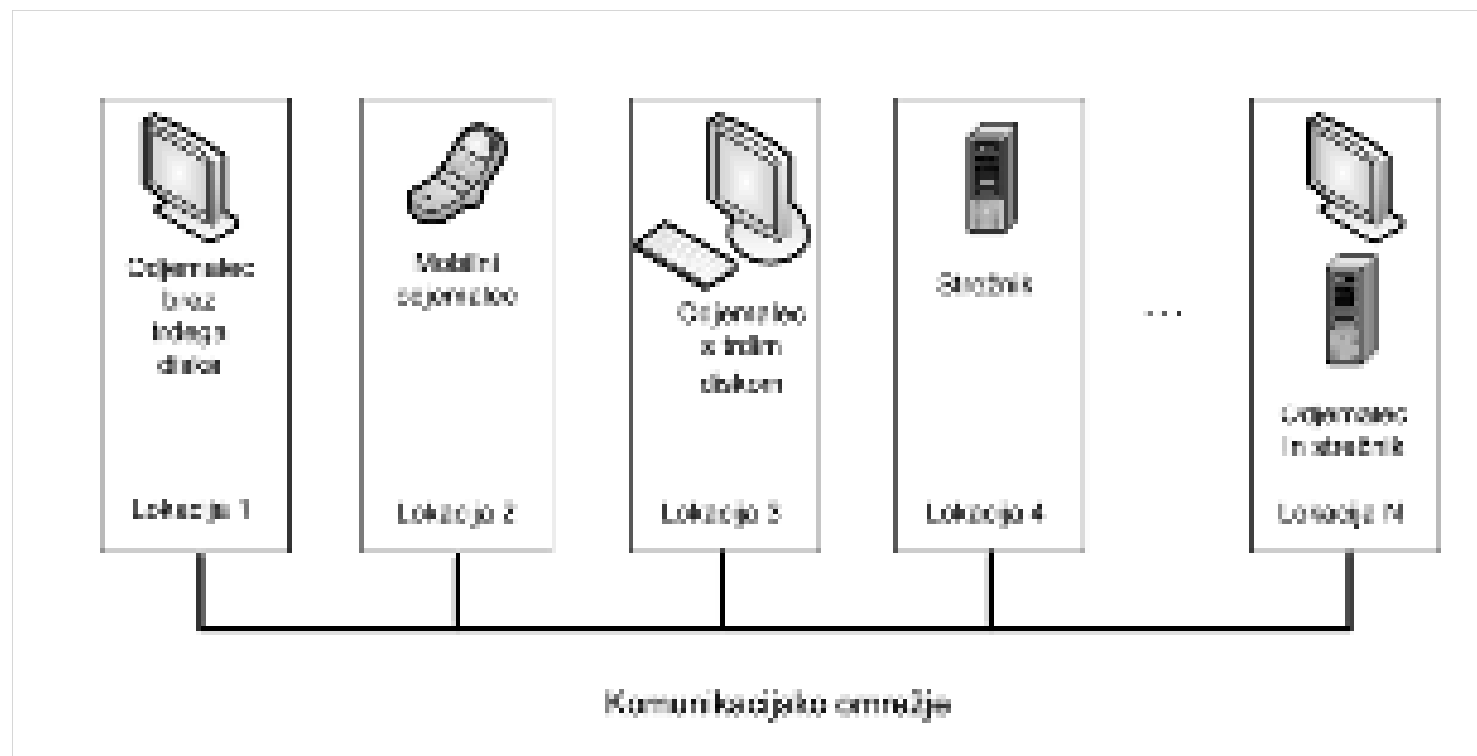 Odjemalec
brez
trdega
diska
Lokacija 1
Mobilni
odjemalec
Lokacija 2
Odjemalec
s trdim
diskom
Lokacija 3
Strežnik
Lokacija 4
...
Odjemalec
in strežnik
Lokacija N
Komunikacijsko omrežje